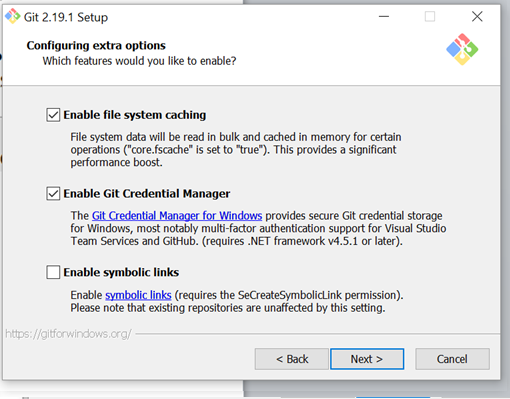 Git 2.19.1 Setup
Configuring extra options
Which features would you like to enable?
Enable file system caching
File system data will be read in bulk and cached in memory for certain
operations ("core.fscache" is set to "true"). This provides a significant
performance boost.
Enable Git Credential Manager
The Git Credential Manager for Windows provides secure Git credential storage
for Windows, most notably multi-factor authentication support for Visual Studio
Team Services and GitHub. (requires .NET framework v4.5.1 or later).
Enable symbolic links
Enable symbolic links (requires the SeCreateSymbolicLink permission).
Please note that existing repositories are unaffected by this setting.
https://gitforwindows.org/
< Back
Next >
Cancel